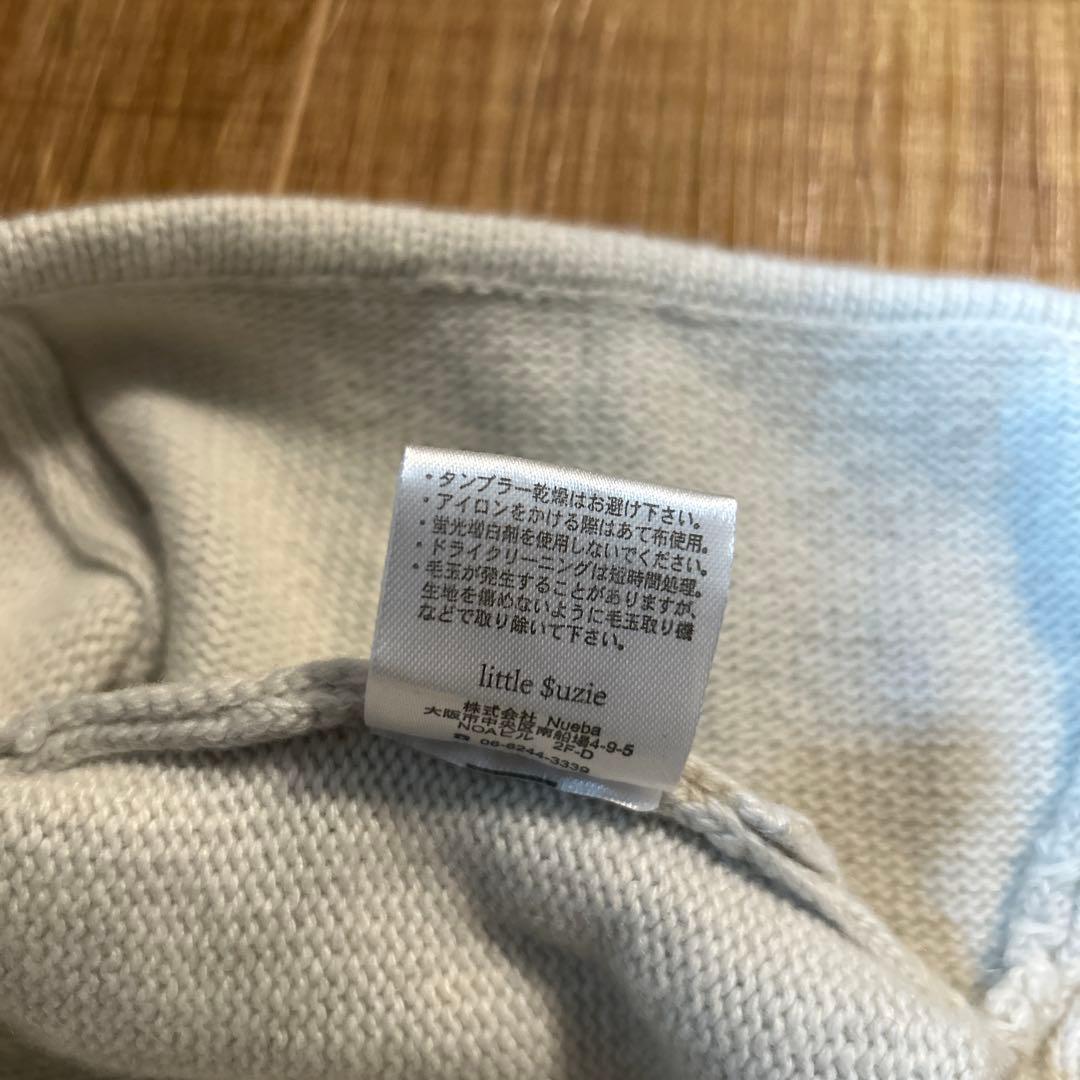 ・タンブラー乾燥はお避け下さい。
・アイロンをかける際はあて布使用。
・蛍光増白剤を使用しないでください。
・ドライクリーニングは短時間処理。
・毛玉が発生することがありますが、
生地を傷めないように毛玉取り機
などで取り除いて下さい。
little $uzie
株式会社 Nueba
大阪市中央区南船場4-9-5
NOAビル 2F-D
☎ 06-6244-3339